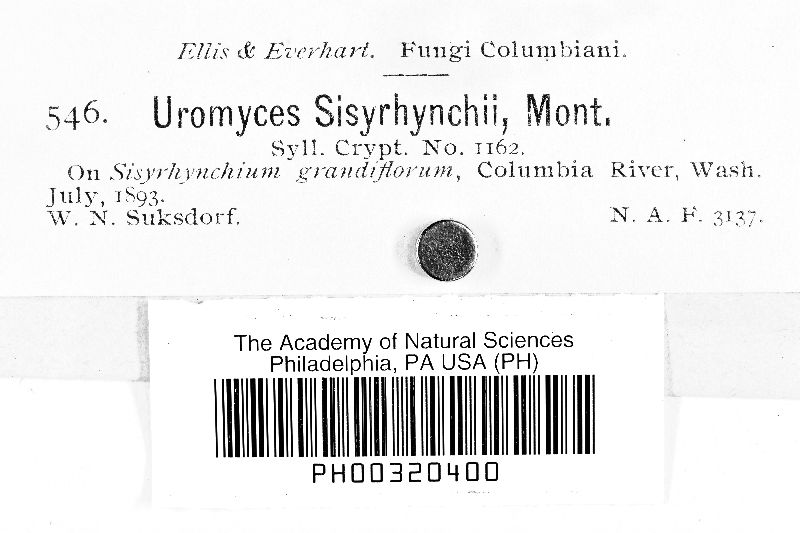 Ellis & Everhart. Fungi Columbiani.
546. Uromyces Sisyrhynchii, Mont.
Syll. Crypt. No. 1162.
On Sisyrhynchium grandiflorum, Columbia River, Wash.
July, 1893.
W. N. Suksdorf. N. A. F. 3137.
The Academy of Natural Sciences
Philadelphia, PA USA (PH)
PH00320400